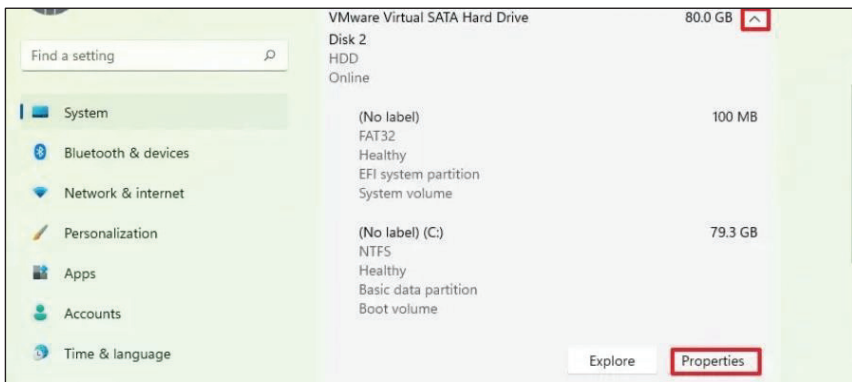 Find a setting
System
Bluetooth & devices
Network & internet
Personalization
Apps
Accounts
Time & language
VMware Virtual SATA Hard Drive 80.0 GB
Disk 2
HDD
Online
(No label) 100 MB
FAT32
Healthy
EFI system partition
System volume
(No label) (C:) 79.3 GB
NTFS
Healthy
Basic data partition
Boot volume
Explore Properties